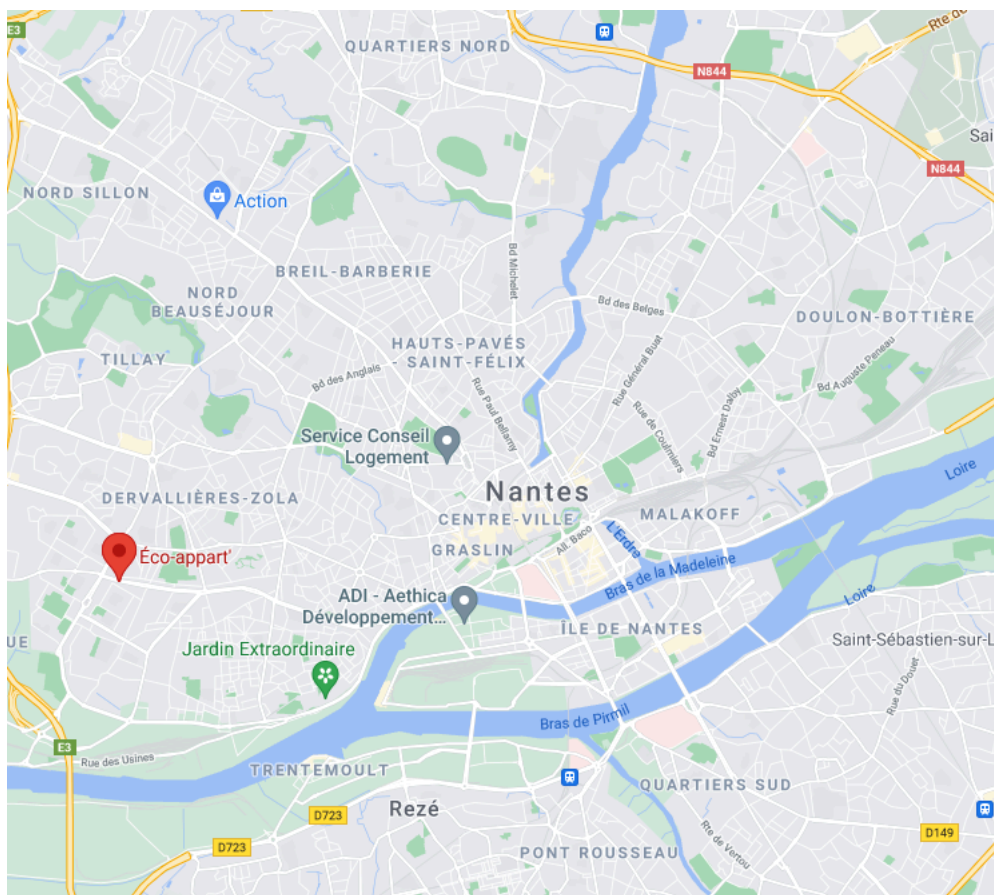 E3
QUARTIERS NORD
Rte de
N844
Sai
N844
NORD SILLON
Action
BREIL-BARBERIE
Bd Michelet
NORD
BEAUSÉJOUR
Bd des Belges
DOULON-BOTTIÈRE
HAUTS-PAVÉS
- SAINT-FÉLIX
TILLAY
Rue Général Buat
Bd Auguste Peneau
Bd des Anglais
Rue Paul Bellamy
Bd Ernest Dalby
Rue de Coulmiers
Service Conseil
Logement
Loire
DERVALLIÈRES-ZOLA
Nantes
CENTRE-VILLE
MALAKOFF
L'Erdre
All. Baco
GRASLIN
Éco-appart'
Bras de la Madeleine
ADI - Aethica
Développement...
Loire
ÎLE DE NANTES
UE
Saint-Sébastien-sur-L
Jardin Extraordinaire
Rue du Douet
Bras de Pirmil
E3
Rue des Usines
TRENTEMOULT
QUARTIERS SUD
Rezé
D723
D723
Rte de Vertou
D149
PONT ROUSSEAU